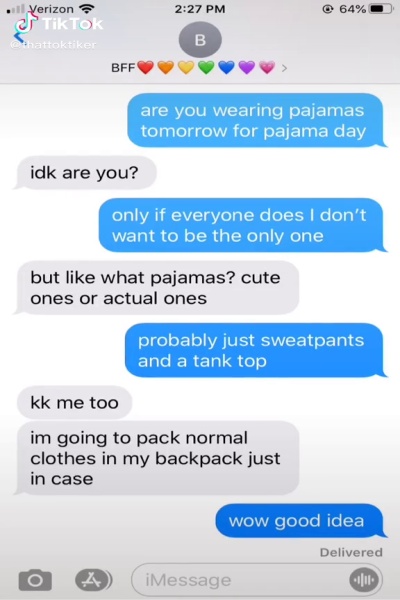 Verizon 2:27 PM 64%
TikTok
@thattoktiker
B
BFF❤️🧡💛💚💙💜💗 >
are you wearing pajamas
tomorrow for pajama day
idk are you?
only if everyone does I don't
want to be the only one
but like what pajamas? cute
ones or actual ones
probably just sweatpants
and a tank top
kk me too
im going to pack normal
clothes in my backpack just
in case
wow good idea
Delivered
iMessage